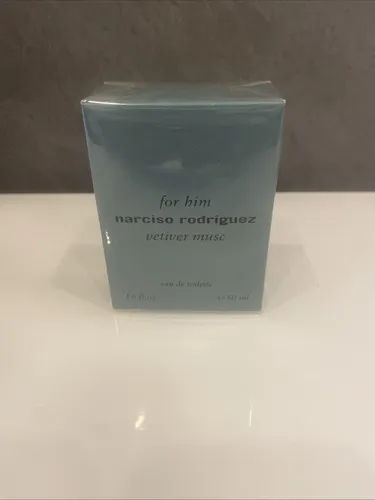 for him
narciso rodriguez
vetiver musc
eau de toilette